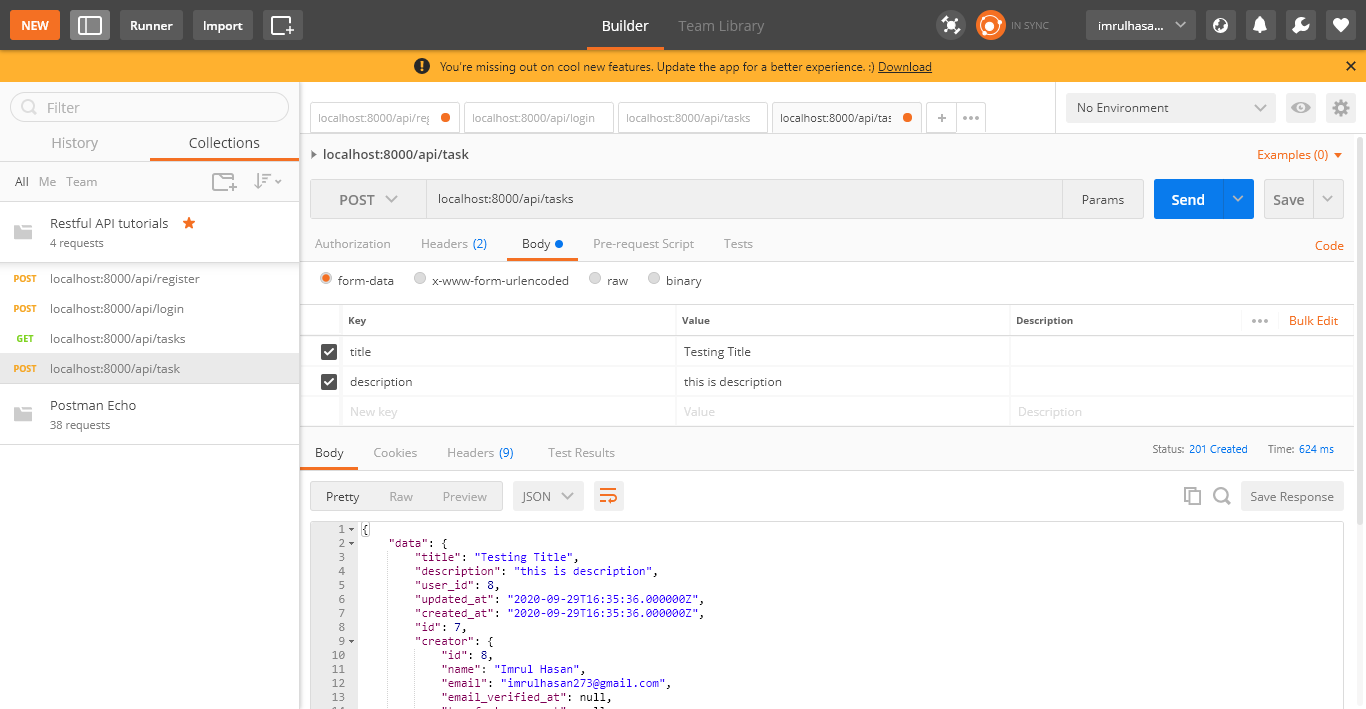 NEW Runner Import Builder Team Library IN SYNC imrulhasa...
You're missing out on cool new features. Update the app for a better experience. :) Download
Filter
History Collections
All Me Team
Restful API tutorials
4 requests
POST localhost:8000/api/register
POST localhost:8000/api/login
GET localhost:8000/api/tasks
POST localhost:8000/api/task
Postman Echo
38 requests
localhost:8000/api/reg localhost:8000/api/login localhost:8000/api/tasks localhost:8000/api/tas + ••• No Environment
localhost:8000/api/task Examples (0)
POST localhost:8000/api/tasks Params Send Save
Authorization Headers (2) Body Pre-request Script Tests Code
form-data x-www-form-urlencoded raw binary
Key Value Description ••• Bulk Edit
title Testing Title
description this is description
New key Value Description
Body Cookies Headers (9) Test Results Status: 201 Created Time: 624 ms
Pretty Raw Preview JSON Save Response
1 {
2 "data": {
3 "title": "Testing Title",
4 "description": "this is description",
5 "user_id": 8,
6 "updated_at": "2020-09-29T16:35:36.000000Z",
7 "created_at": "2020-09-29T16:35:36.000000Z",
8 "id": 7,
9 "creator": {
10 "id": 8,
11 "name": "Imrul Hasan",
12 "email": "imrulhasan273@gmail.com",
13 "email_verified_at": null,